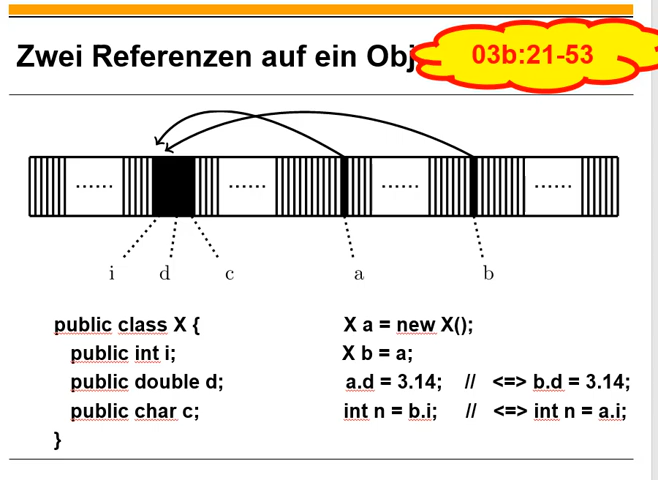 Zwei Referenzen auf ein Obj
03b:21-53
...... ...... ...... ......
i d c a b
public class X { X a = new X();
public int i; X b = a;
public double d; a.d = 3.14; // <=> b.d = 3.14;
public char c; int n = b.i; // <=> int n = a.i;
}